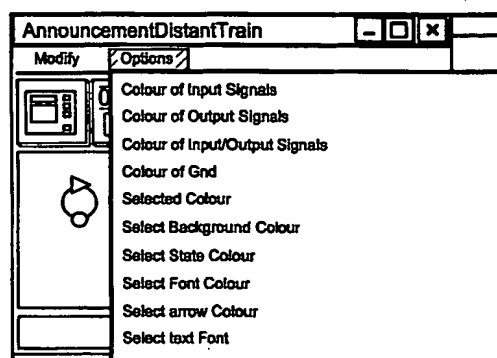 AnnouncementDistantTrain
Modify Options
Colour of Input Signals
Colour of Output Signals
Colour of Input/Output Signals
Colour of Gnd
Selected Colour
Select Background Colour
Select State Colour
Select Font Colour
Select arrow Colour
Select text Font